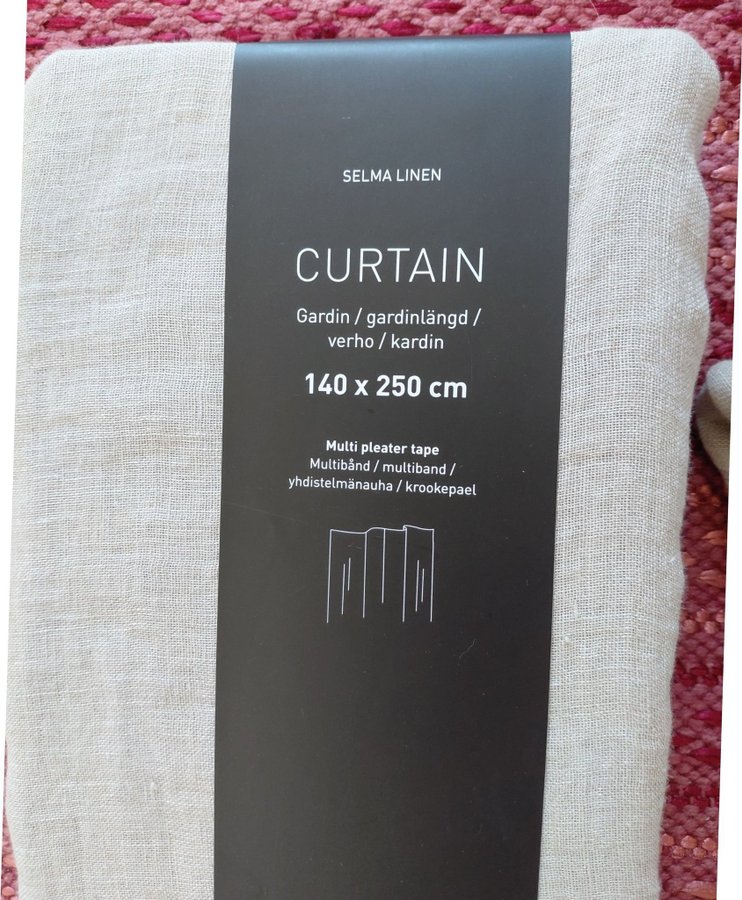 SELMA LINEN
CURTAIN
Gardin / gardinlängd /
verho / kardin
140 x 250 cm
Multi pleater tape
Multibånd / multiband /
yhdistelmänauha / krookepael